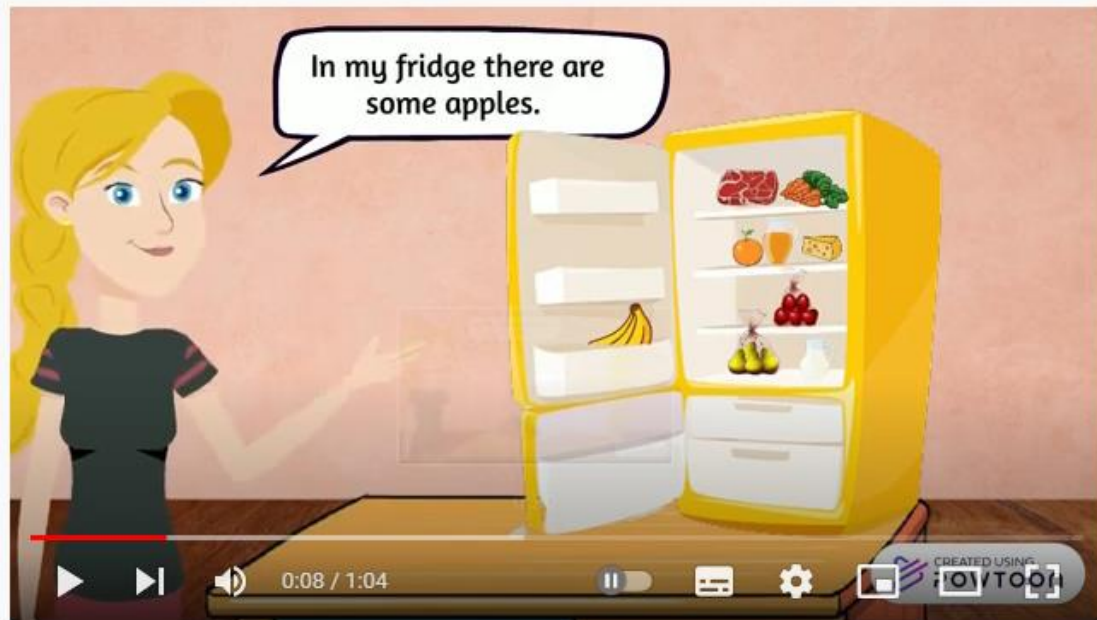 In my fridge there are
some apples.
0:08 / 1:04
CREATED USING
POWTOON